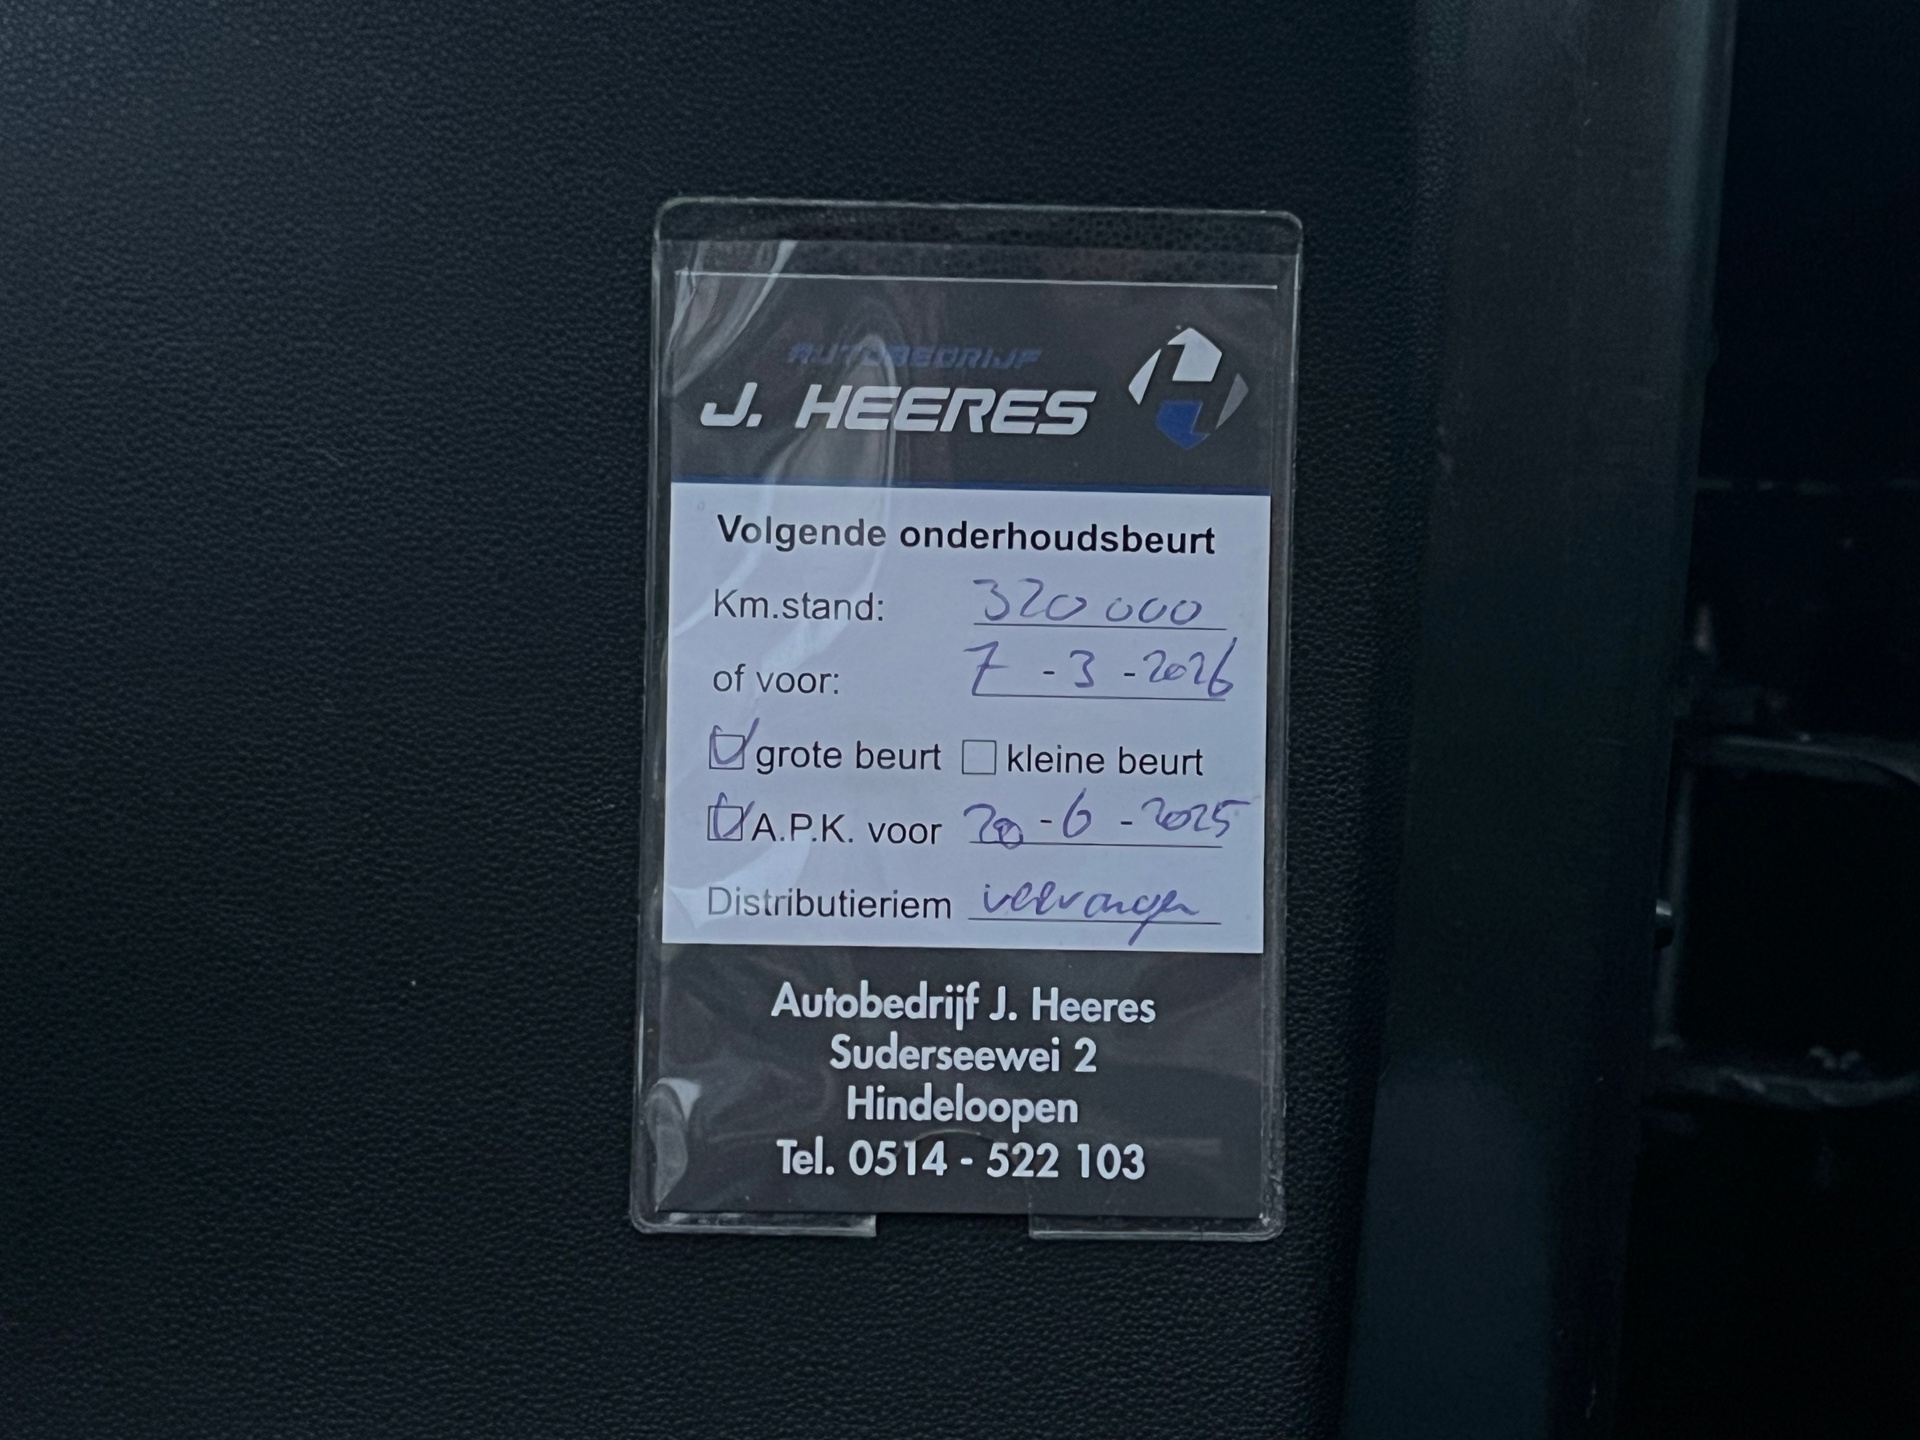 AUTOBEDRIJF
J. HEERES
Volgende onderhoudsbeurt
Km.stand: 320 000
of voor: 7 - 3 - 2026
grote beurt kleine beurt
A.P.K. voor 20 - 6 - 2025
Distributieriem vervangen
Autobedrijf J. Heeres
Suderseewei 2
Hindeloopen
Tel. 0514 - 522 103